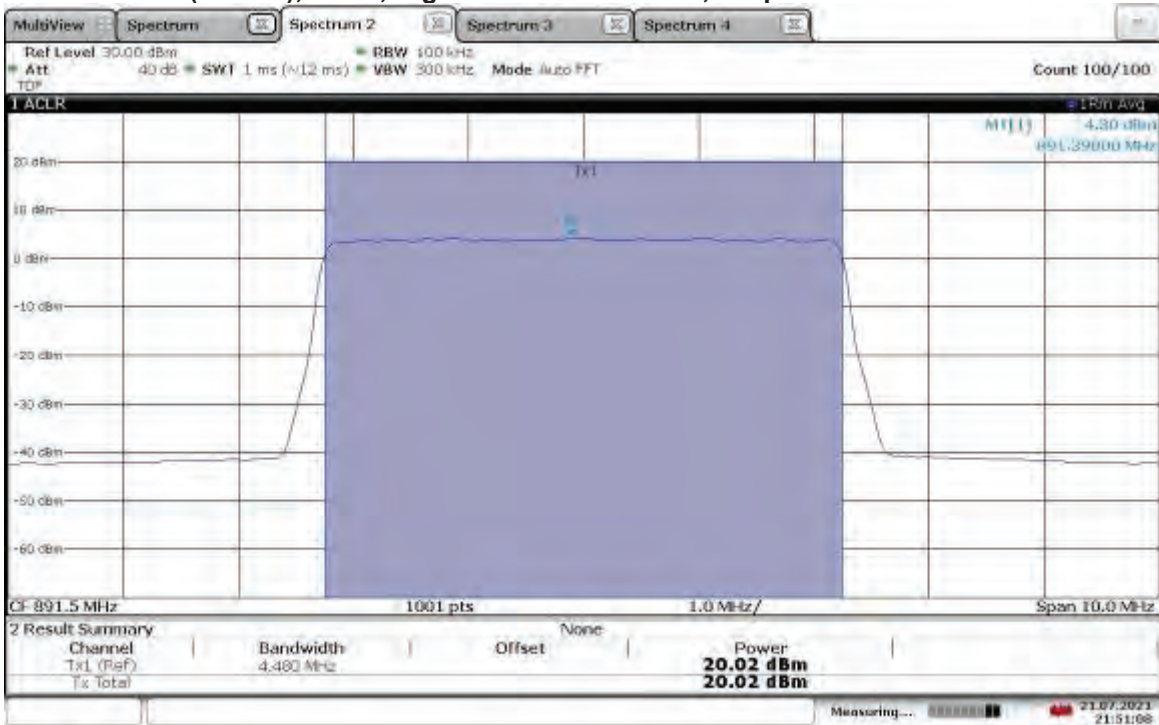 MultiView Spectrum Spectrum 2 Spectrum 3 Spectrum 4
Ref Level 30.00 dBm RBW 100 kHz
Att 40 dB SWT 1 ms (~12 ms) VBW 300 kHz Mode Auto FFT Count 100/100
TDF
1 ACLR 1Rm Avg
M1[1] 4.30 dBm
891.39000 MHz
20 dBm
Tx1
10 dBm
0 dBm
-10 dBm
-20 dBm
-30 dBm
-40 dBm
-50 dBm
-60 dBm
CF 891.5 MHz 1001 pts 1.0 MHz/ Span 10.0 MHz
2 Result Summary None
Channel Bandwidth Offset Power
Tx1 (Ref) 4.480 MHz 20.02 dBm
Tx Total 20.02 dBm
Measuring... 21.07.2021
21:51:08